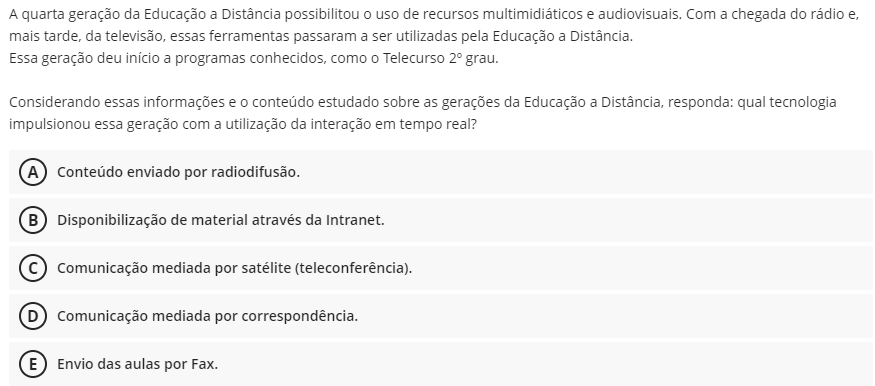 A quarta geração da Educação a Distância possibilitou o uso de recursos multimidiáticos e audiovisuais. Com a chegada do rádio e,
mais tarde, da televisão, essas ferramentas passaram a ser utilizadas pela Educação a Distância.
Essa geração deu início a programas conhecidos, como o Telecurso 2º grau.
Considerando essas informações e o conteúdo estudado sobre as gerações da Educação a Distância, responda: qual tecnologia
impulsionou essa geração com a utilização da interação em tempo real?
A Conteúdo enviado por radiodifusão.
B Disponibilização de material através da Intranet.
C Comunicação mediada por satélite (teleconferência).
D Comunicação mediada por correspondência.
E Envio das aulas por Fax.